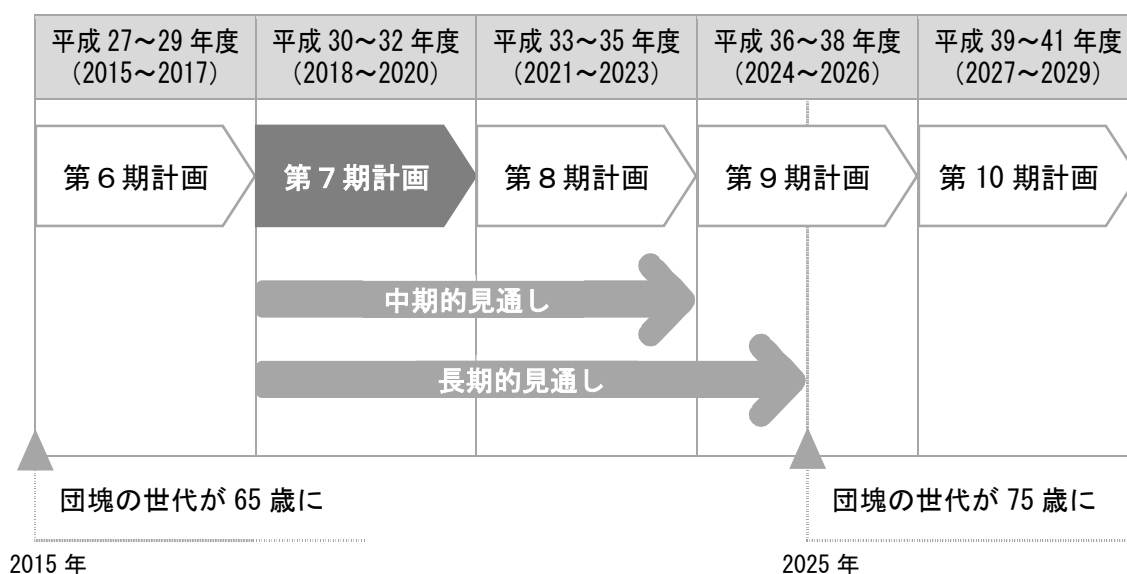 平成 27～29 年度
（2015～2017）
平成 30～32 年度
（2018～2020）
平成 33～35 年度
（2021～2023）
平成 36～38 年度
（2024～2026）
平成 39～41 年度
（2027～2029）
第６期計画
第７期計画
第８期計画
第９期計画
第 10 期計画
中期的見通し
長期的見通し
団塊の世代が 65 歳に
団塊の世代が 75 歳に
2015 年
2025 年